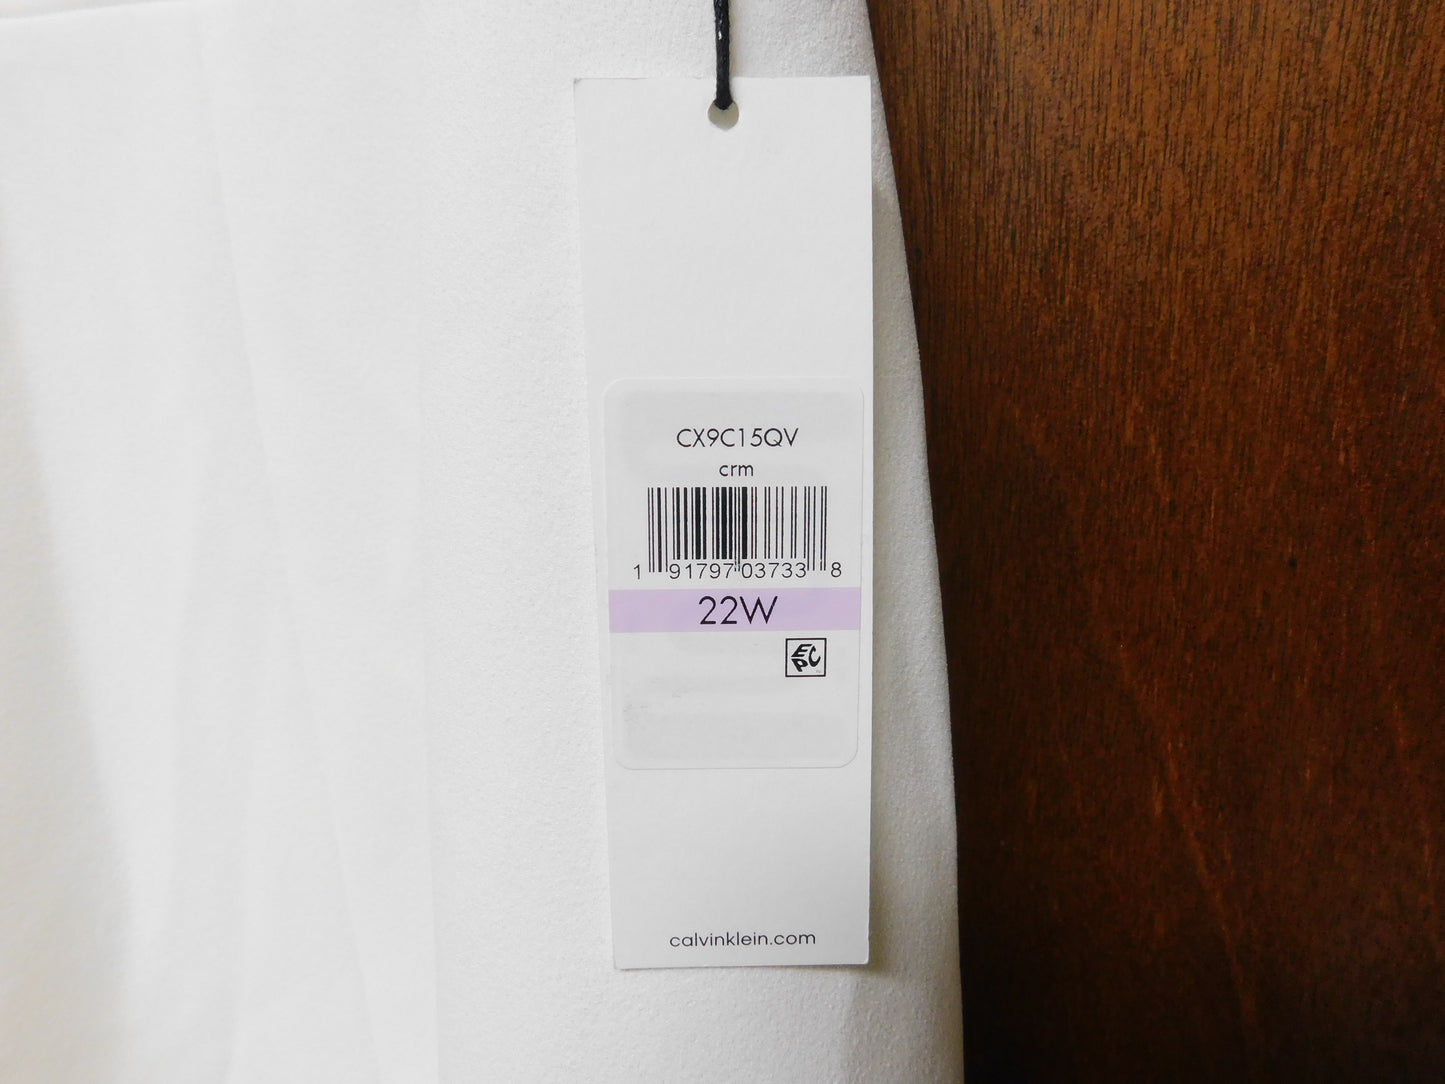 CX9C15QV
crm
1 91797 03733 8
22W
EPC
calvinklein.com